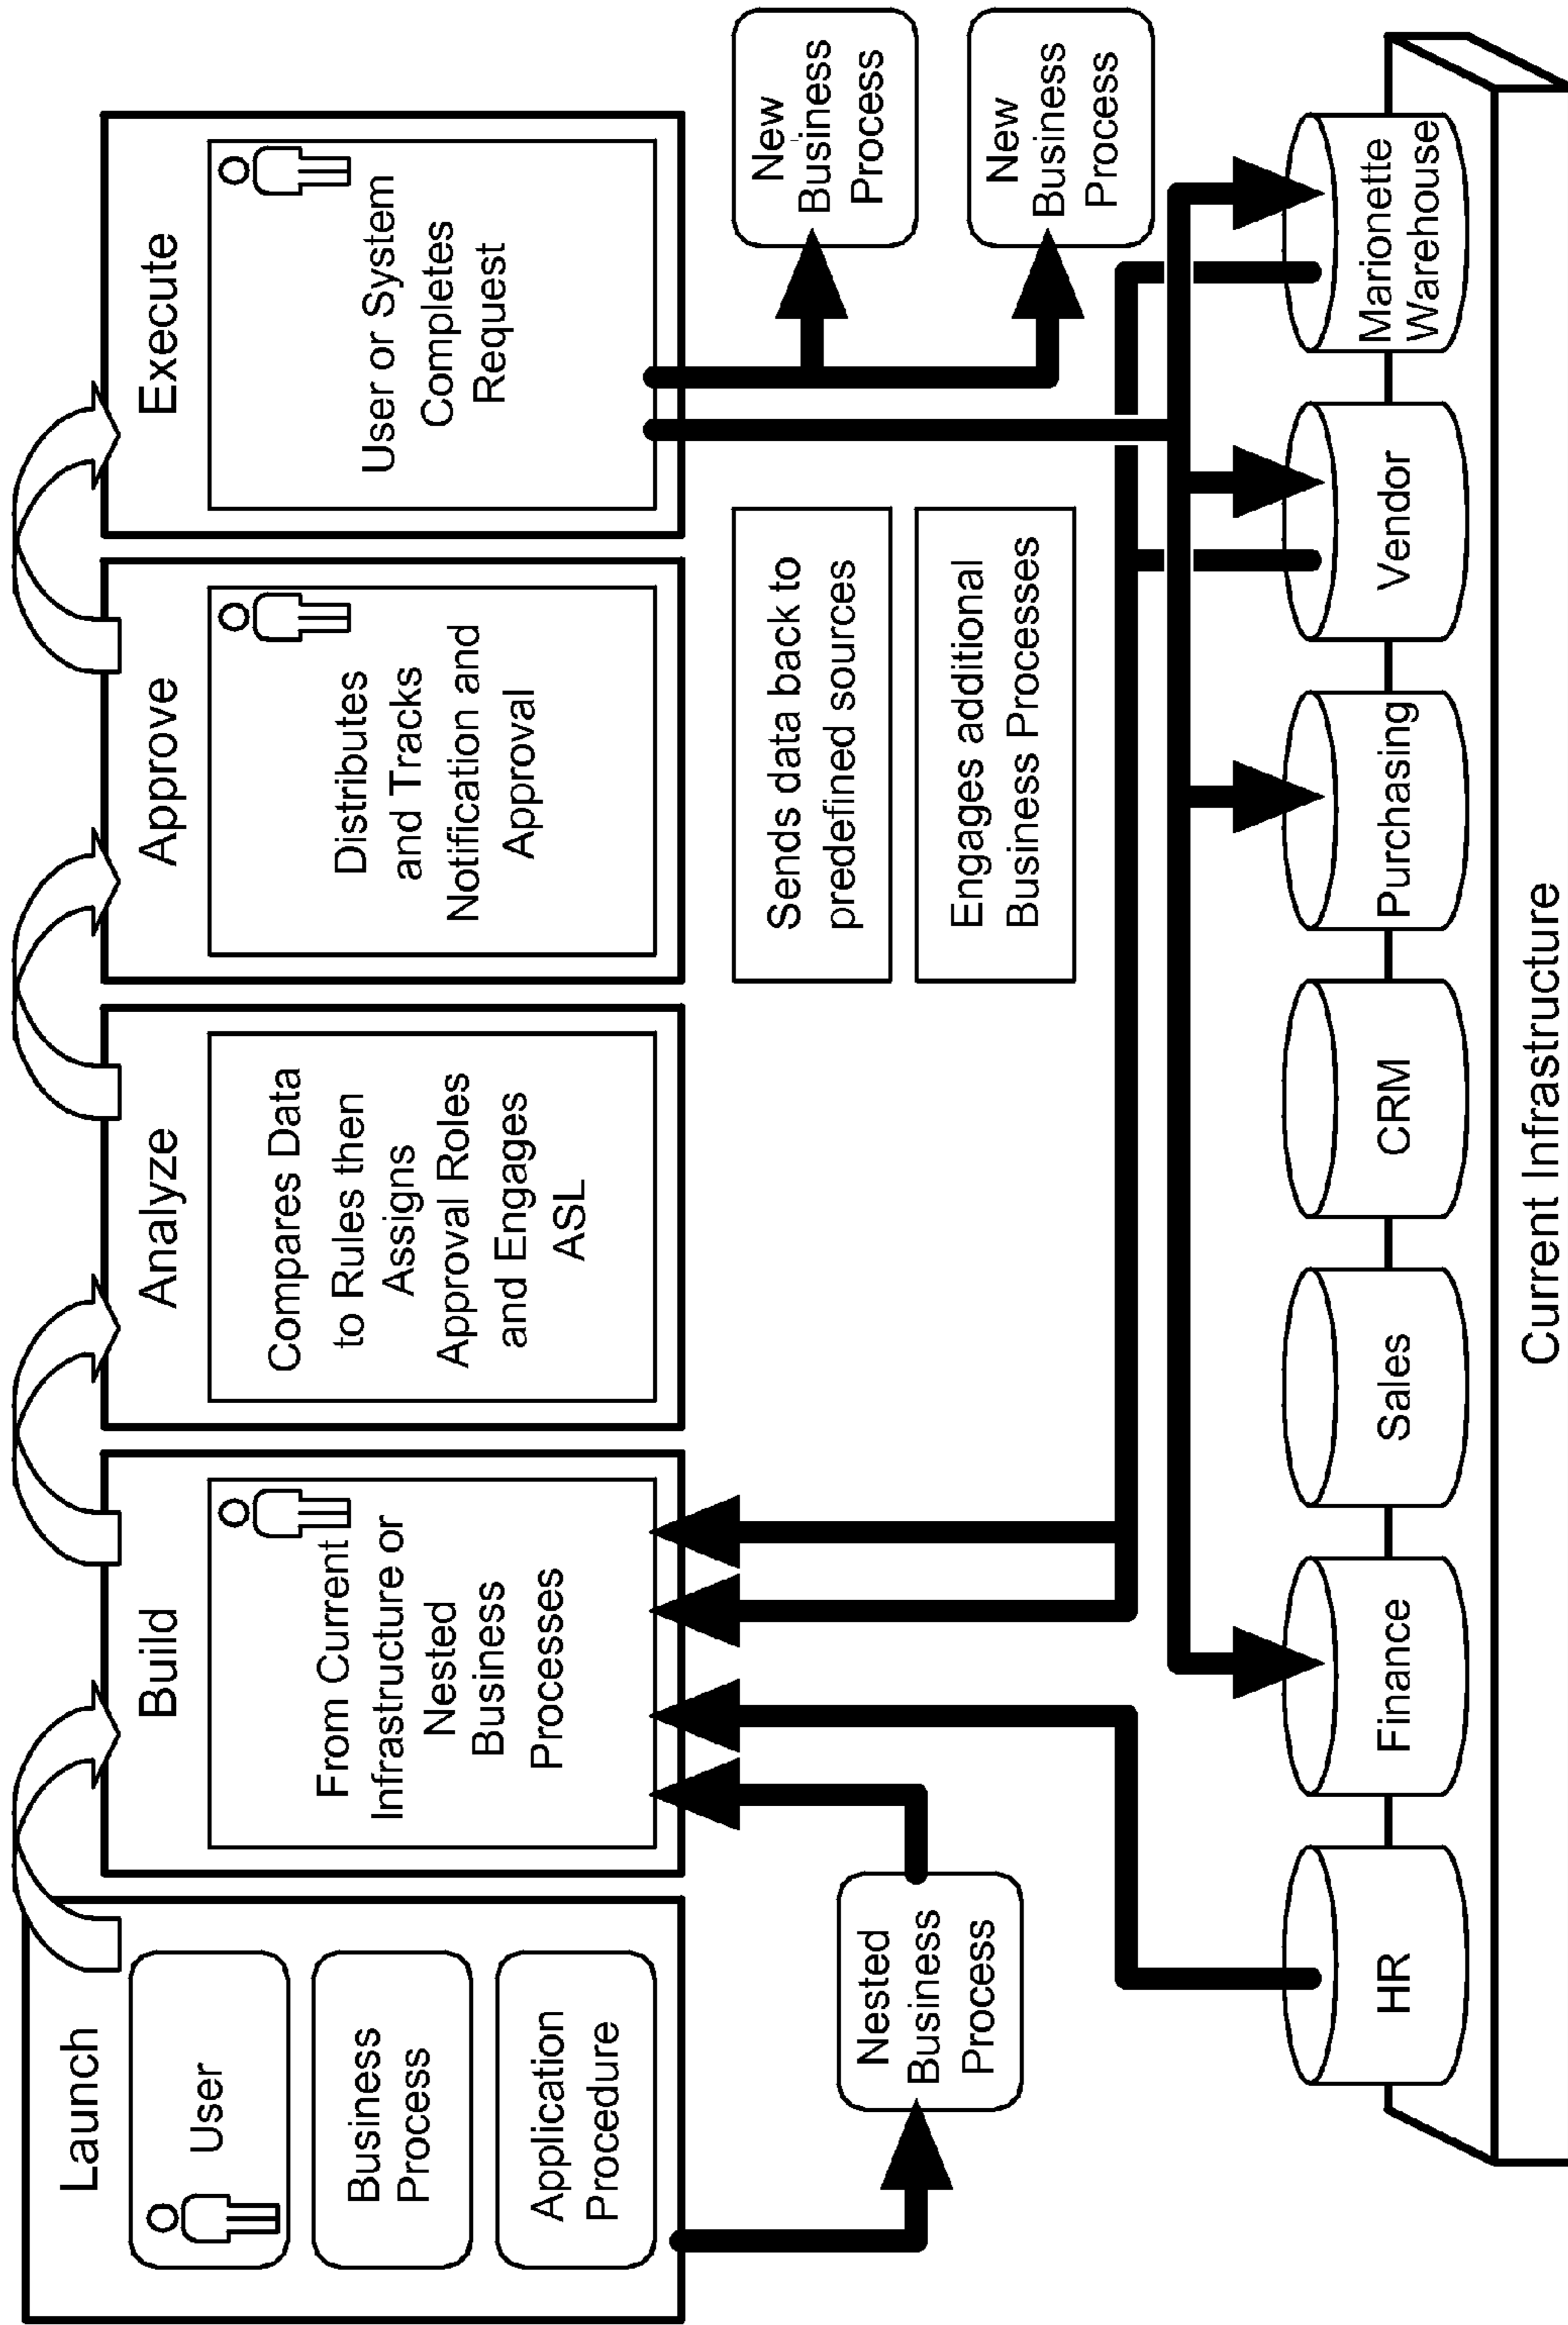 Launch
User
Business
Process
Application
Procedure
Build
From Current
Infrastructure or
Nested
Business
Processes
Analyze
Compares Data
to Rules then
Assigns
Approval Roles
and Engages
ASL
Approve
Distributes
and Tracks
Notification and
Approval
Execute
User or System
Completes
Request
Nested
Business
Process
Sends data back to
predefined sources
Engages additional
Business Processes
New
Business
Process
New
Business
Process
HR
Finance
Sales
CRM
Purchasing
Vendor
Marionette
Warehouse
Current Infrastructure